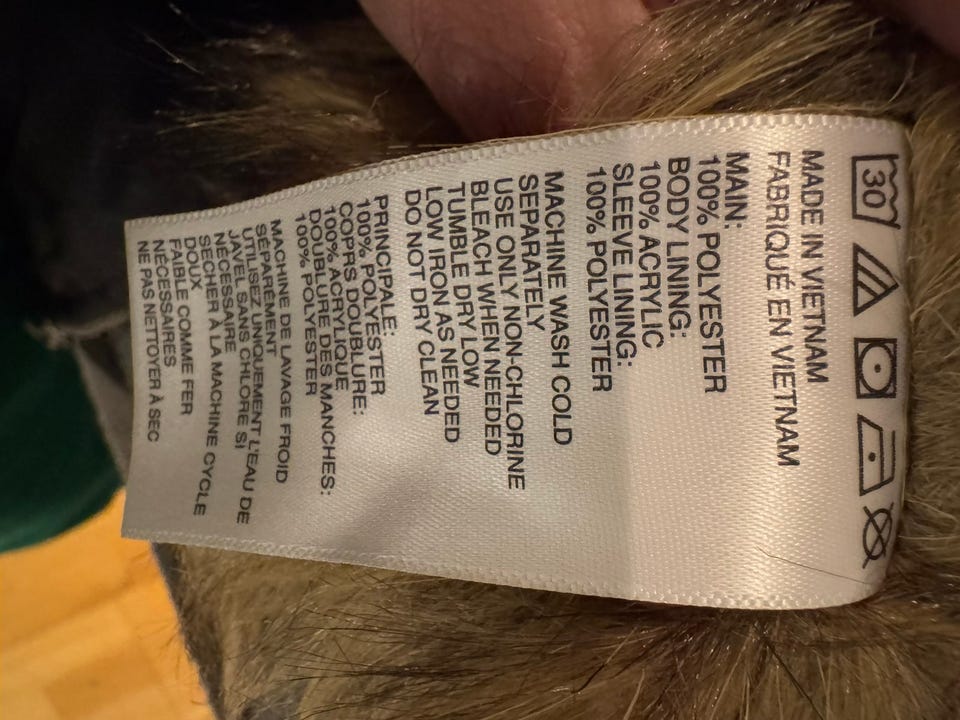 30
MADE IN VIETNAM
FABRIQUÉ EN VIETNAM
MAIN:
100% POLYESTER
BODY LINING:
100% ACRYLIC
SLEEVE LINING:
100% POLYESTER
MACHINE WASH COLD
SEPARATELY
USE ONLY NON-CHLORINE
BLEACH WHEN NEEDED
TUMBLE DRY LOW
LOW IRON AS NEEDED
DO NOT DRY CLEAN
PRINCIPALE:
100% POLYESTER
COPRS DOUBLURE:
100% ACRYLIQUE
DOUBLURE DES MANCHES:
100% POLYESTER
MACHINE DE LAVAGE FROID
SÉPARÉMENT
UTILISEZ UNIQUEMENT L'EAU DE
JAVEL SANS CHLORE SI
NÉCESSAIRE
SECHER À LA MACHINE CYCLE
DOUX
FAIBLE COMME FER
NÉCESSAIRES
NE PAS NETTOYER À SEC